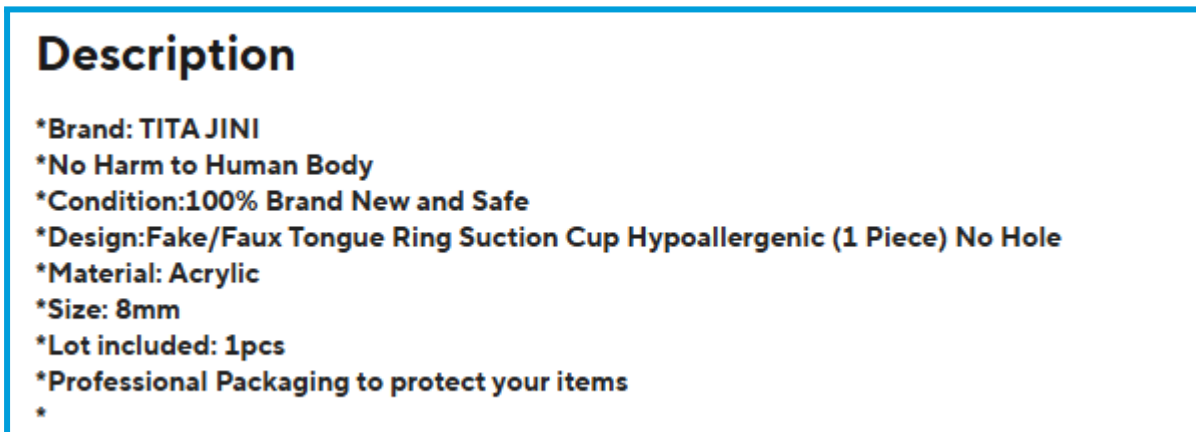 Description
*Brand: TITA JINI
*No Harm to Human Body
*Condition:100% Brand New and Safe
*Design:Fake/Faux Tongue Ring Suction Cup Hypoallergenic (1 Piece) No Hole
*Material: Acrylic
*Size: 8mm
*Lot included: 1pcs
*Professional Packaging to protect your items
*